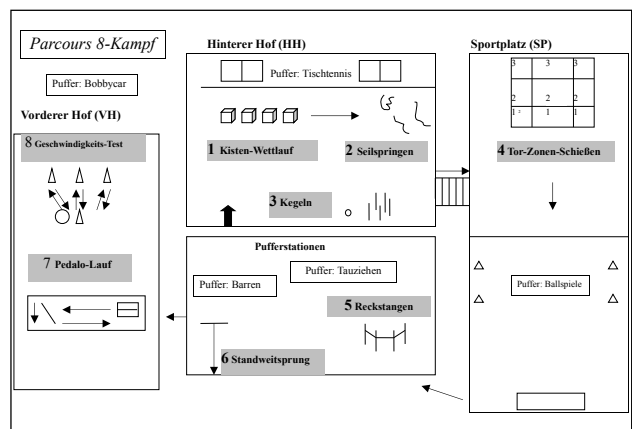 Parcours 8-Kampf
Puffer: Bobbycar
Vorderer Hof (VH)
8 Geschwindigkeits-Test
7 Pedalo-Lauf
Hinterer Hof (HH)
Puffer: Tischtennis
1 Kisten-Wettlauf
2 Seilspringen
3 Kegeln
Pufferstationen
Puffer: Tauziehen
Puffer: Barren
5 Reckstangen
6 Standweitsprung
Sportplatz (SP)
3 3 3
2 2 2
1 ² 1 1
4 Tor-Zonen-Schießen
Puffer: Ballspiele